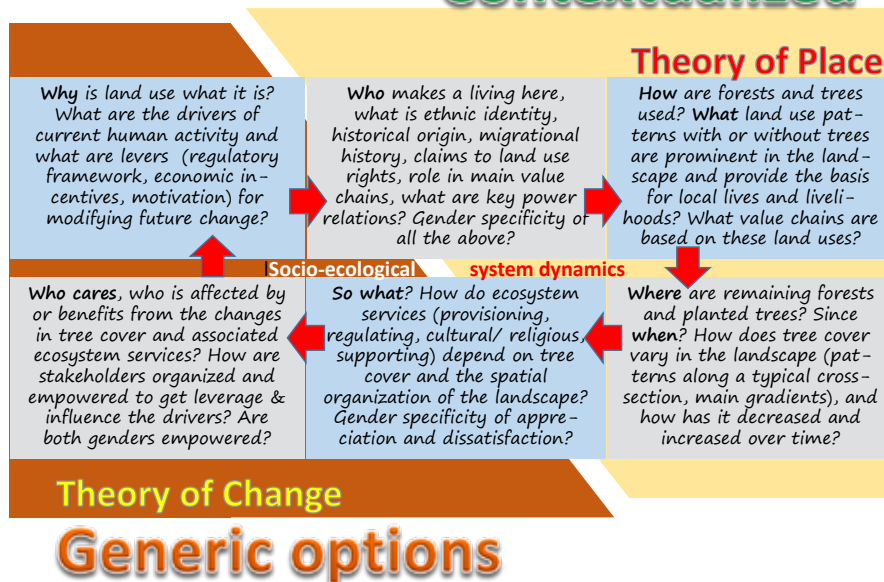 Contextualized
Theory of Place
Why is land use what it is?
What are the drivers of
current human activity and
what are levers (regulatory
framework, economic in-
centives, motivation) for
modifying future change?
Who makes a living here,
what is ethnic identity,
historical origin, migrational
history, claims to land use
rights, role in main value
chains, what are key power
relations? Gender specificity of
all the above?
How are forests and trees
used? What land use pat-
terns with or without trees
are prominent in the land-
scape and provide the basis
for local lives and liveli-
hoods? What value chains are
based on these land uses?
Socio-ecological system dynamics
Who cares, who is affected by
or benefits from the changes
in tree cover and associated
ecosystem services? How are
stakeholders organized and
empowered to get leverage &
influence the drivers? Are
both genders empowered?
So what? How do ecosystem
services (provisioning,
regulating, cultural/ religious,
supporting) depend on tree
cover and the spatial
organization of the landscape?
Gender specificity of appre-
ciation and dissatisfaction?
Where are remaining forests
and planted trees? Since
when? How does tree cover
vary in the landscape (pat-
terns along a typical cross-
section, main gradients), and
how has it decreased and
increased over time?
Theory of Change
Generic options